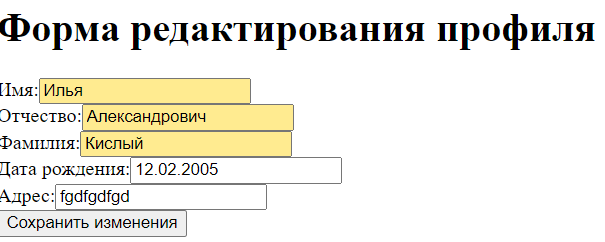 Форма редактирования профиля
Имя: Илья
Отчество: Александрович
Фамилия: Кислый
Дата рождения: 12.02.2005
Адрес: fgdfgdfgd
Сохранить изменения